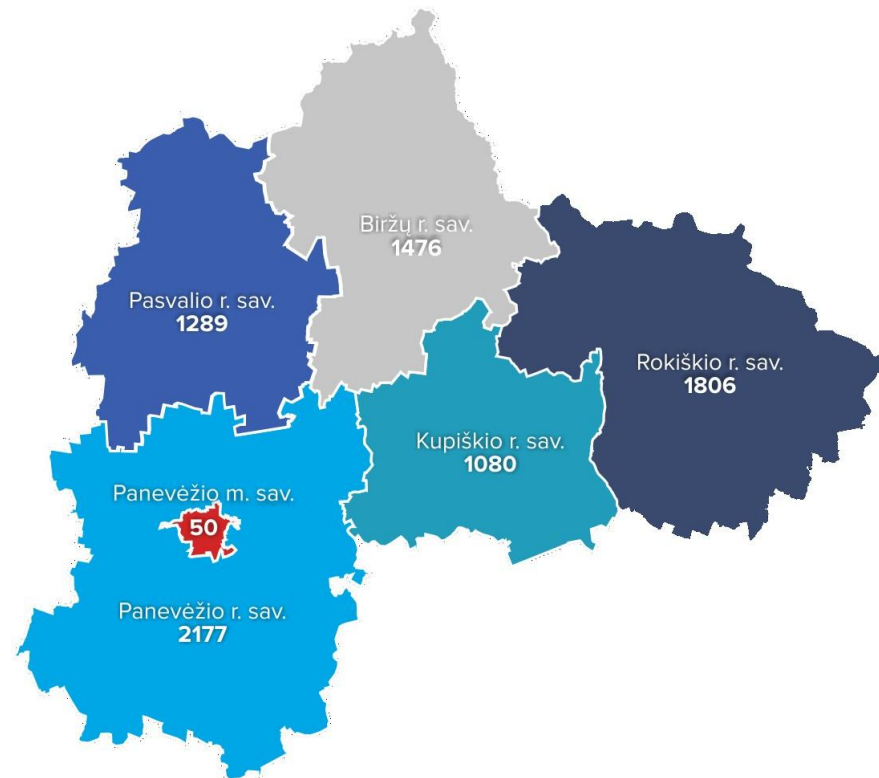 Biržų r. sav.
1476
Pasvalio r. sav.
1289
Rokiškio r. sav.
1806
Kupiškio r. sav.
1080
Panevėžio m. sav.
50
Panevėžio r. sav.
2177